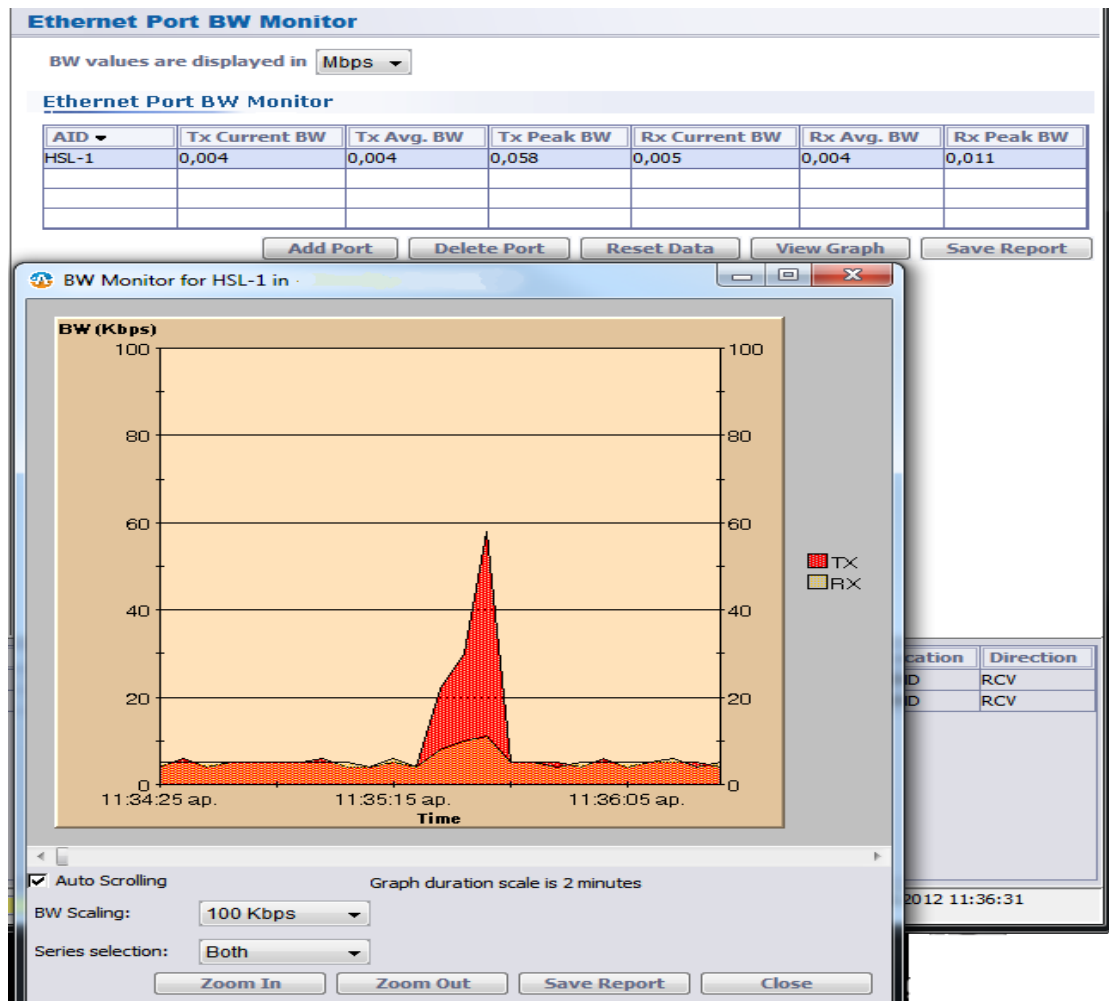 Ethernet Port BW Monitor
BW values are displayed in Mbps
Ethernet Port BW Monitor
AID Tx Current BW Tx Avg. BW Tx Peak BW Rx Current BW Rx Avg. BW Rx Peak BW
HSL-1 0,004 0,004 0,058 0,005 0,004 0,011
Add Port Delete Port Reset Data View Graph Save Report
BW Monitor for HSL-1 in
BW (Kbps)
100 100
80 80
60 60
TX
RX
40 40
20 20
0 0
11:34:25 ap. 11:35:15 ap. 11:36:05 ap.
Time
cation Direction
RCV
RCV
Auto Scrolling Graph duration scale is 2 minutes
BW Scaling: 100 Kbps
2012 11:36:31
Series selection: Both
Zoom In Zoom Out Save Report Close